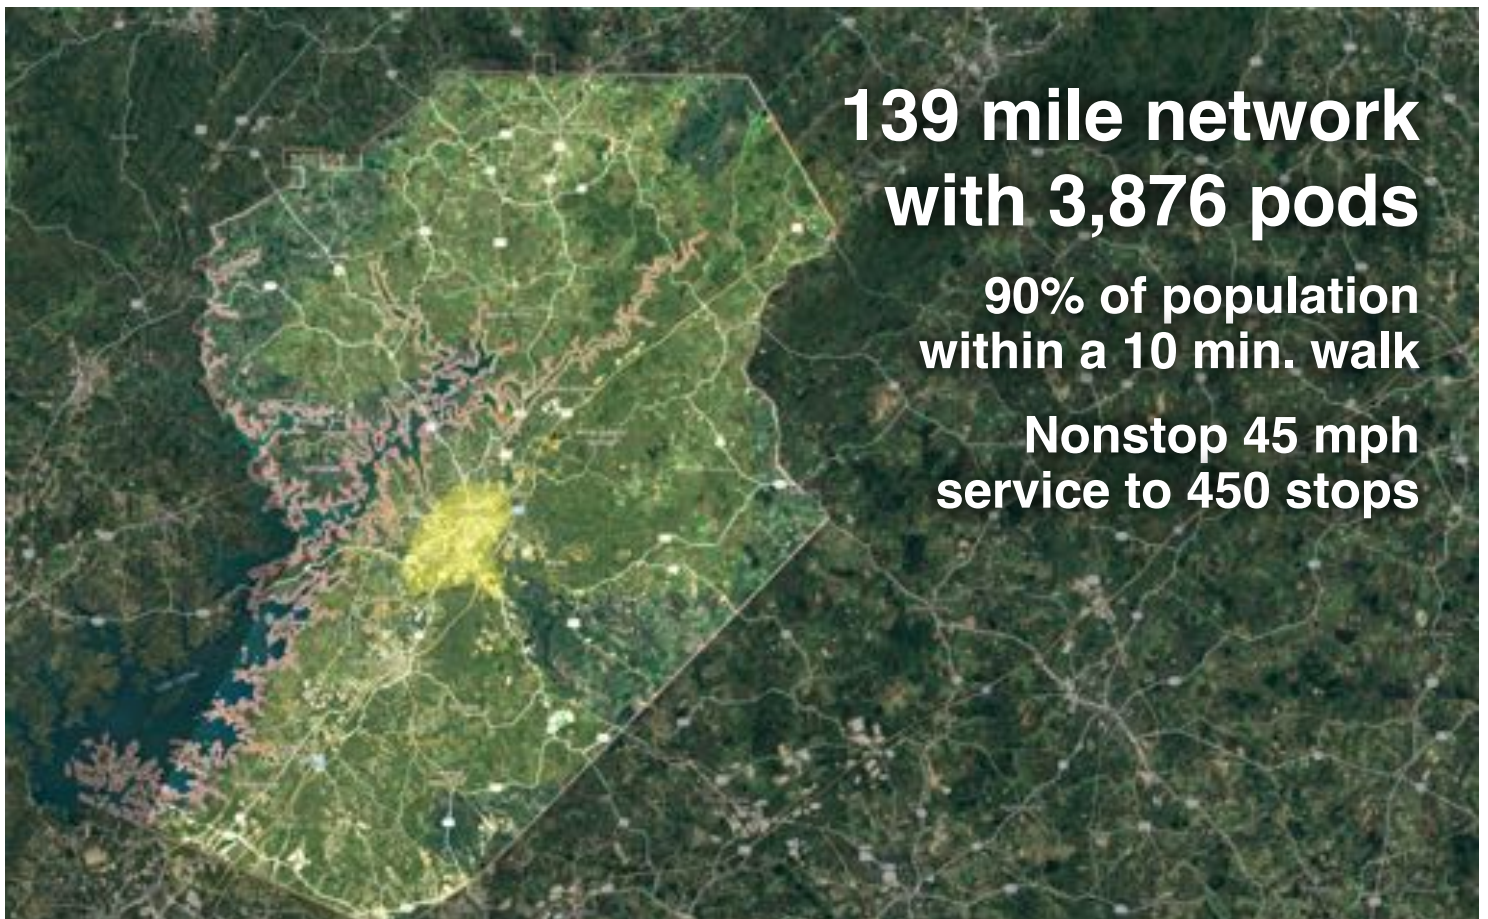 139 mile network
with 3,876 pods
90% of population
within a 10 min. walk
Nonstop 45 mph
service to 450 stops